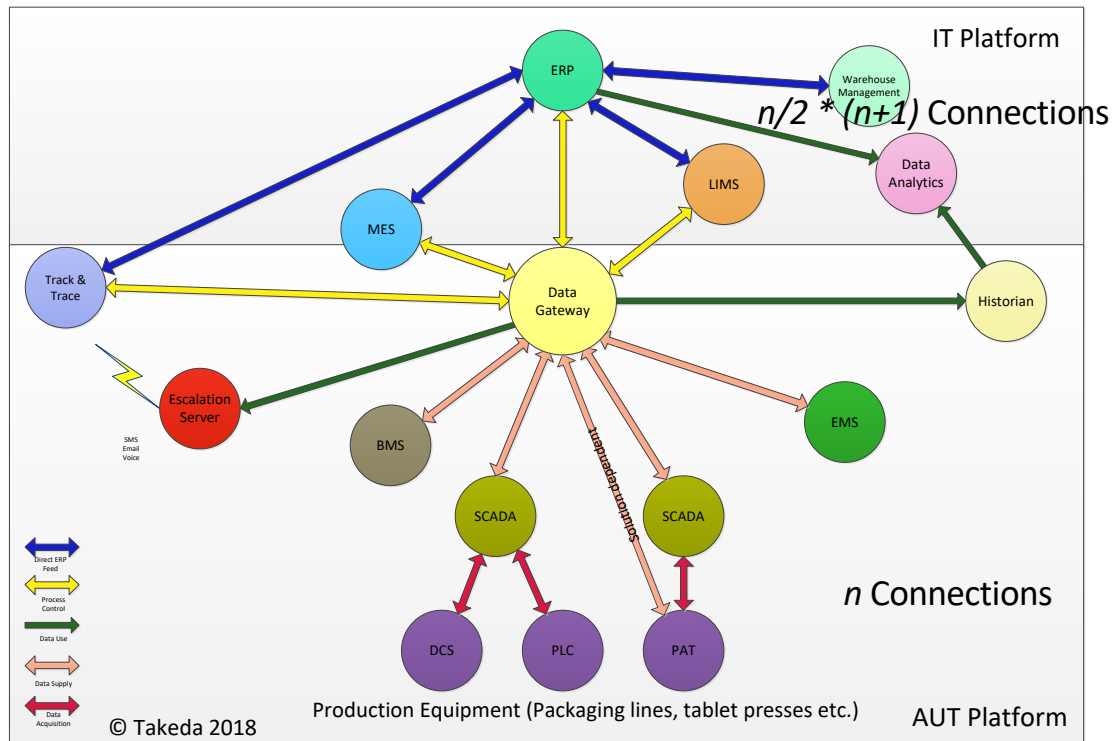 IT Platform
ERP
Warehouse
Management
n/2 * (n+1) Connections
Data
Analytics
LIMS
MES
Track &
Trace
Data
Gateway
Historian
Escalation
Server
SMS
Email
Voice
BMS
EMS
Solution dependent
SCADA
SCADA
Direct ERP
Feed
Process
Control
n Connections
Data Use
DCS
PLC
PAT
Data Supply
Data
Acquisition
Production Equipment (Packaging lines, tablet presses etc.)
© Takeda 2018
AUT Platform